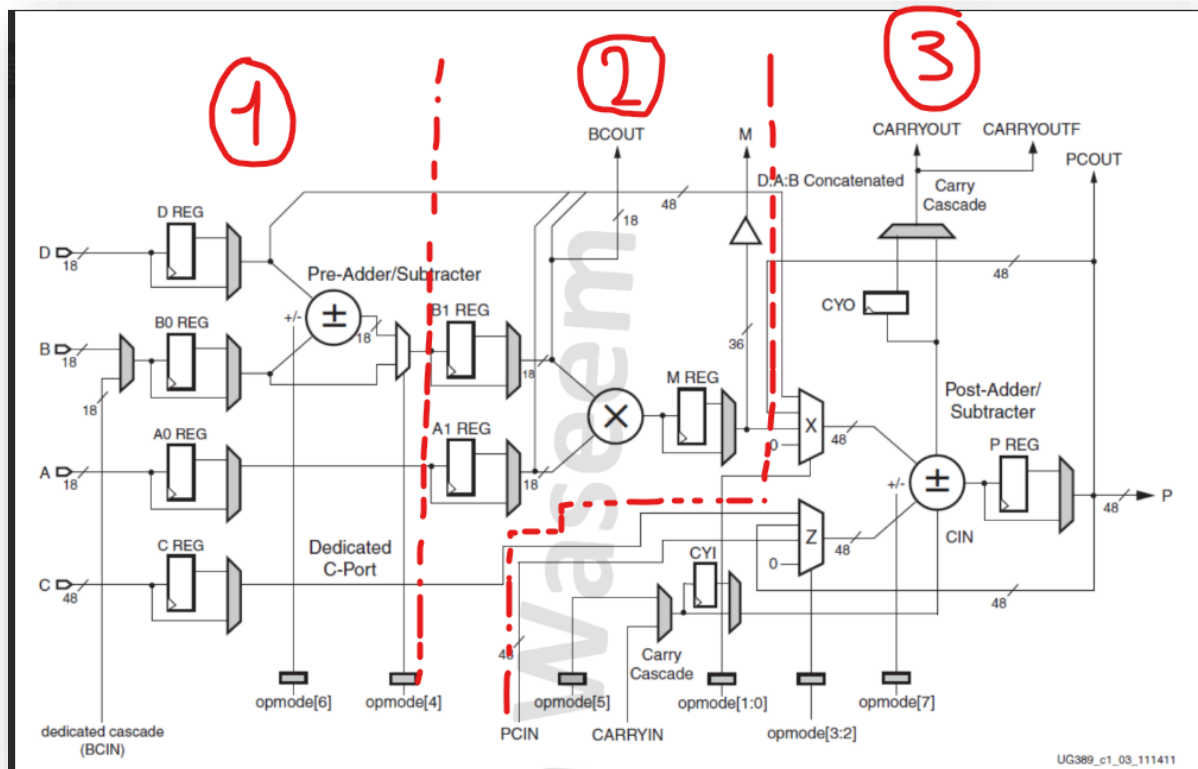 1
2
3
BCOUT
M
CARRYOUT
CARRYOUTF
PCOUT
D:A:B Concatenated
Carry
Cascade
48
18
D REG
D
18
Pre-Adder/Subtracter
+/-
±
18
B0 REG
B
18
18
B1 REG
18
48
CYO
36
M REG
×
Post-Adder/
Subtracter
A0 REG
A
18
A1 REG
18
X
0
48
+/-
±
P REG
48
P
CIN
C REG
C
48
Dedicated
C-Port
Z
0
48
CYI
48
48
Carry
Cascade
opmode[6]
opmode[4]
opmode[5]
opmode[1:0]
opmode[3:2]
opmode[7]
PCIN
CARRYIN
dedicated cascade
(BCIN)
Waseem
UG389_c1_03_111411